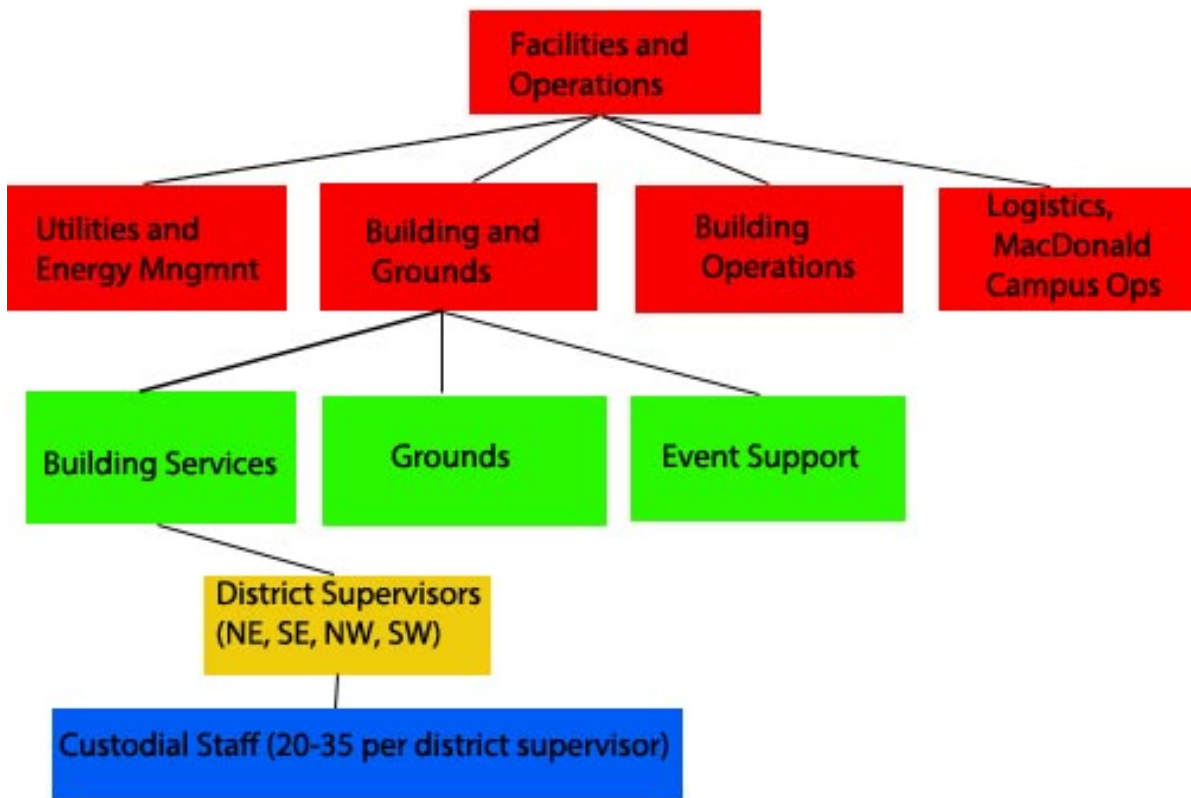 Facilities and
Operations
Utilities and
Energy Mngmnt
Building and
Grounds
Building
Operations
Logistics,
MacDonald
Campus Ops
Building Services
Grounds
Event Support
District Supervisors
(NE, SE, NW, SW)
Custodial Staff (20-35 per district supervisor)